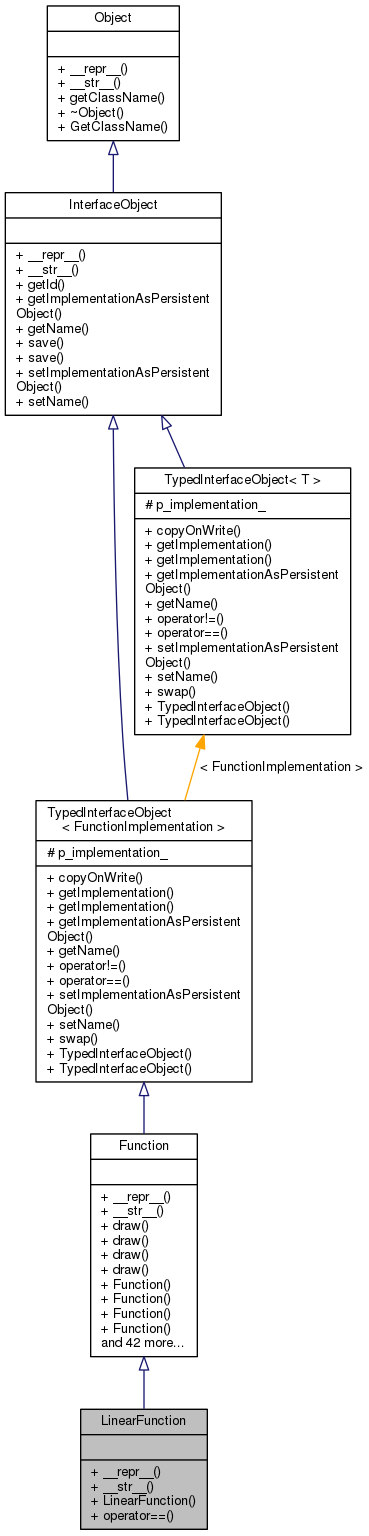 Object
+ __repr__()
+ __str__()
+ getClassName()
+ ~Object()
+ GetClassName()
InterfaceObject
+ __repr__()
+ __str__()
+ getId()
+ getImplementationAsPersistent
Object()
+ getName()
+ save()
+ save()
+ setImplementationAsPersistent
Object()
+ setName()
TypedInterfaceObject< T >
# p_implementation_
+ copyOnWrite()
+ getImplementation()
+ getImplementation()
+ getImplementationAsPersistent
Object()
+ getName()
+ operator!=()
+ operator==()
+ setImplementationAsPersistent
Object()
+ setName()
+ swap()
+ TypedInterfaceObject()
+ TypedInterfaceObject()
< FunctionImplementation >
TypedInterfaceObject
< FunctionImplementation >
# p_implementation_
+ copyOnWrite()
+ getImplementation()
+ getImplementation()
+ getImplementationAsPersistent
Object()
+ getName()
+ operator!=()
+ operator==()
+ setImplementationAsPersistent
Object()
+ setName()
+ swap()
+ TypedInterfaceObject()
+ TypedInterfaceObject()
Function
+ __repr__()
+ __str__()
+ draw()
+ draw()
+ draw()
+ draw()
+ Function()
+ Function()
+ Function()
+ Function()
and 42 more...
LinearFunction
+ __repr__()
+ __str__()
+ LinearFunction()
+ operator==()